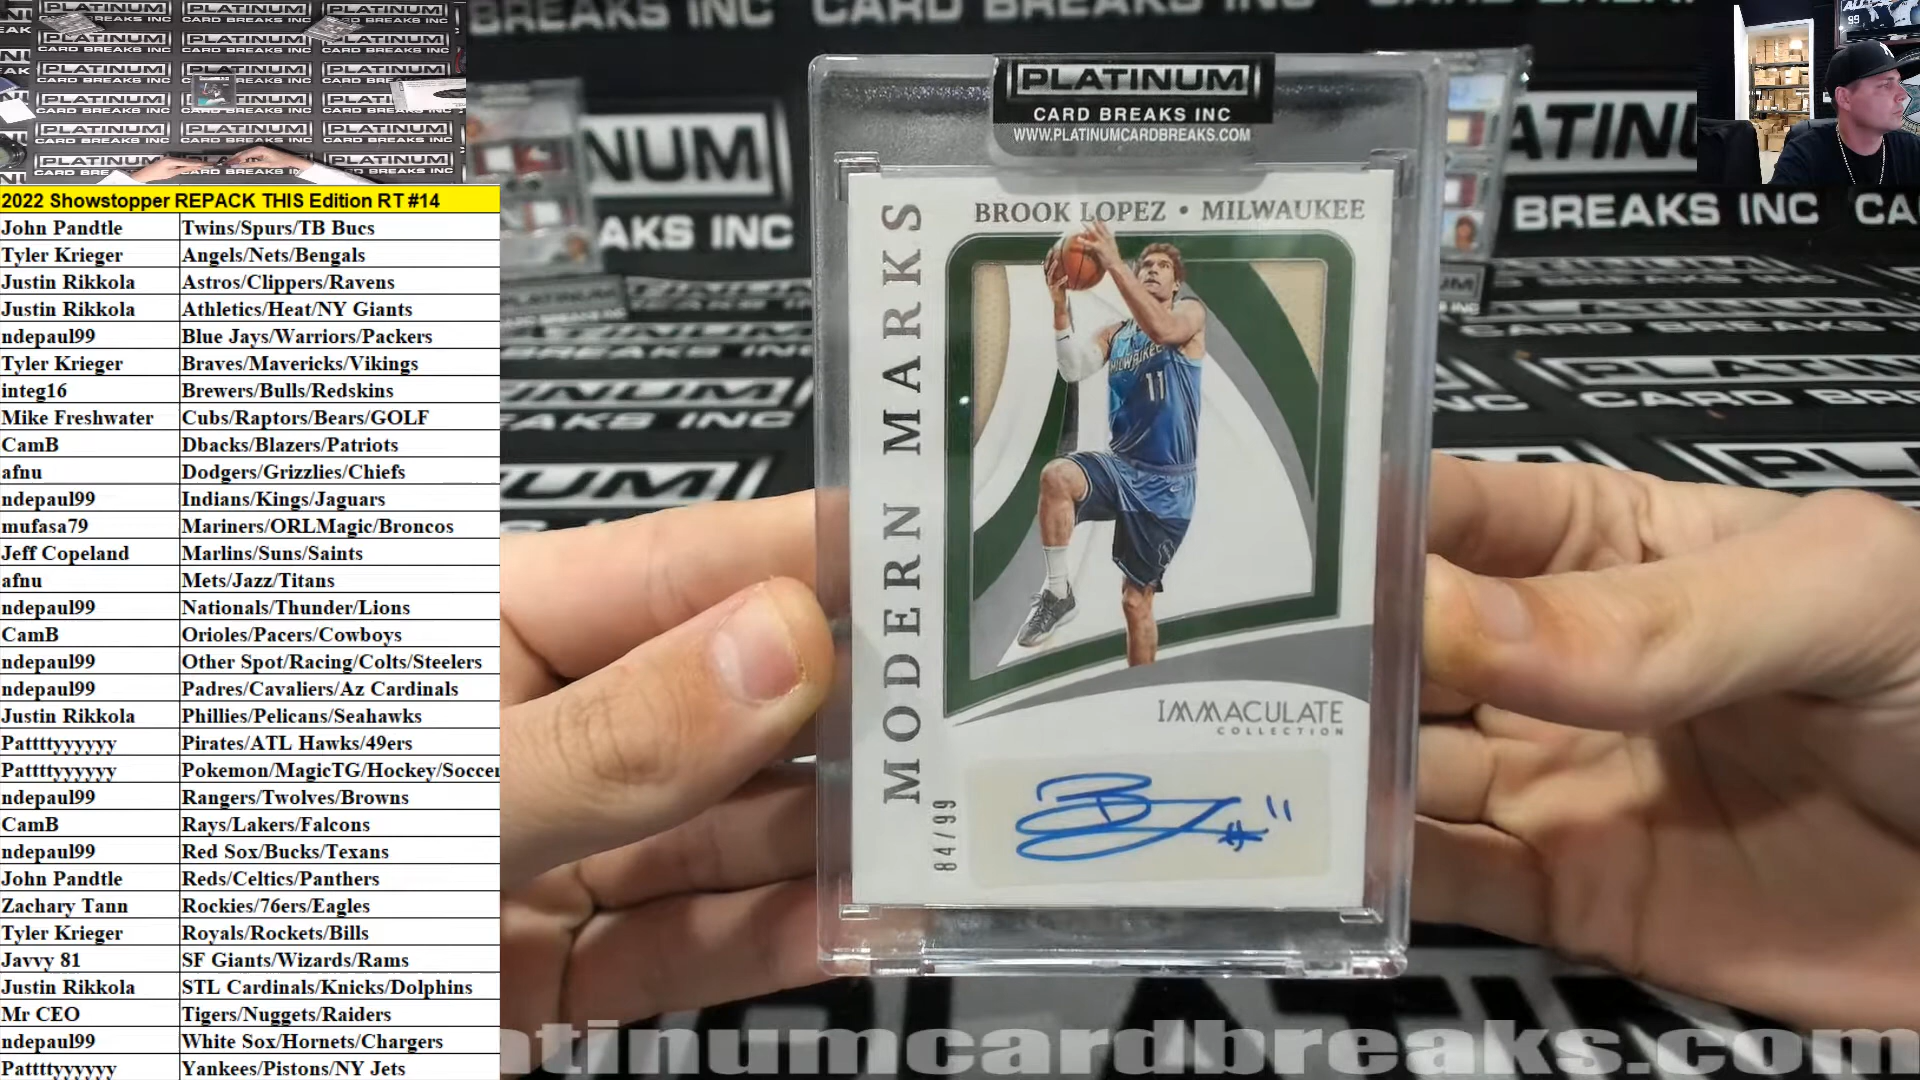 2022 Showstopper REPACK THIS Edition RT #14
John Pandtle Twins/Spurs/TB Bucs
Tyler Krieger Angels/Nets/Bengals
Justin Rikkola Astros/Clippers/Ravens
Justin Rikkola Athletics/Heat/NY Giants
ndepaul99 Blue Jays/Warriors/Packers
Tyler Krieger Braves/Mavericks/Vikings
integ16 Brewers/Bulls/Redskins
Mike Freshwater Cubs/Raptors/Bears/GOLF
CamB Dbacks/Blazers/Patriots
afnu Dodgers/Grizzlies/Chiefs
ndepaul99 Indians/Kings/Jaguars
mufasa79 Mariners/ORLMagic/Broncos
Jeff Copeland Marlins/Suns/Saints
afnu Mets/Jazz/Titans
ndepaul99 Nationals/Thunder/Lions
CamB Orioles/Pacers/Cowboys
ndepaul99 Other Spot/Racing/Colts/Steelers
ndepaul99 Padres/Cavaliers/Az Cardinals
Justin Rikkola Phillies/Pelicans/Seahawks
Pattttyyyyyy Pirates/ATL Hawks/49ers
Pattttyyyyyy Pokemon/MagicTG/Hockey/Soccer
ndepaul99 Rangers/Twolves/Browns
CamB Rays/Lakers/Falcons
ndepaul99 Red Sox/Bucks/Texans
John Pandtle Reds/Celtics/Panthers
Zachary Tann Rockies/76ers/Eagles
Tyler Krieger Royals/Rockets/Bills
Javvy 81 SF Giants/Wizards/Rams
Justin Rikkola STL Cardinals/Knicks/Dolphins
Mr CEO Tigers/Nuggets/Raiders
ndepaul99 White Sox/Hornets/Chargers
Pattttyyyyyy Yankees/Pistons/NY Jets
PLATINUM
CARD BREAKS INC
WWW.PLATINUMCARDBREAKS.COM
BROOK LOPEZ • MILWAUKEE
MODERN MARKS
MILWAUKEE
11
IMMACULATE
COLLECTION
84/99
#11
atinumcardbreaks.com